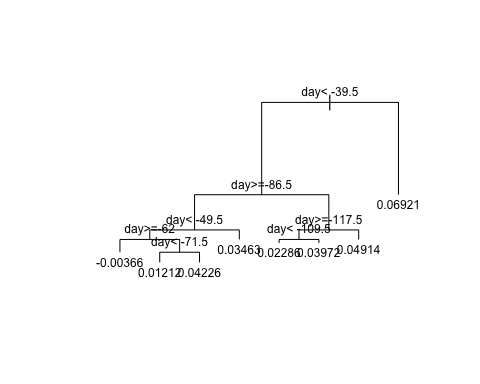 day< -39.5
day>=-86.5
0.06921
day< -49.5
day>=-117.5
day>=-62
day< -109.5
day< -71.5
0.03463
0.02286
0.03972
0.04914
-0.00366
0.01212
0.04226